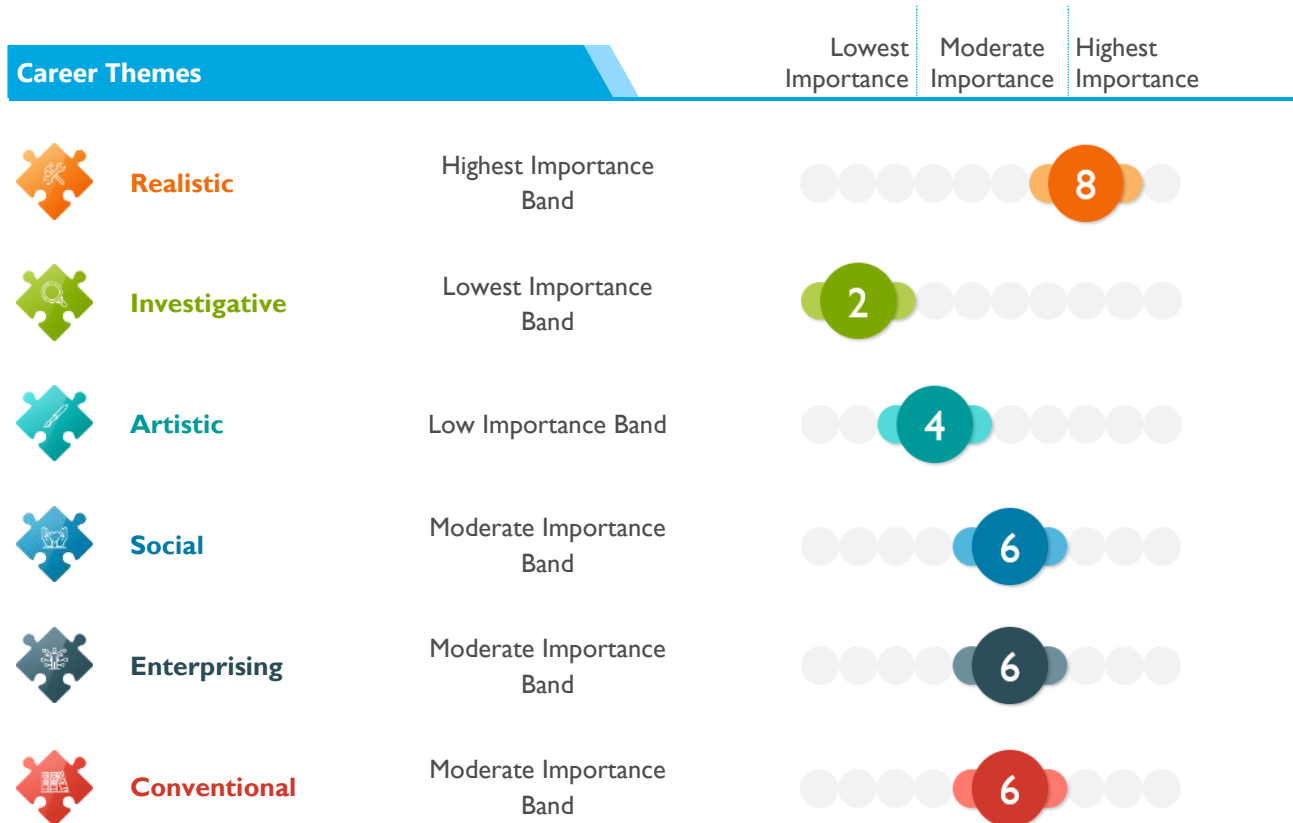 Career Themes
Lowest Importance
Moderate Importance
Highest Importance
Realistic
Highest Importance
Band
8
Investigative
Lowest Importance
Band
2
Artistic
Low Importance Band
4
Social
Moderate Importance
Band
6
Enterprising
Moderate Importance
Band
6
Conventional
Moderate Importance
Band
6